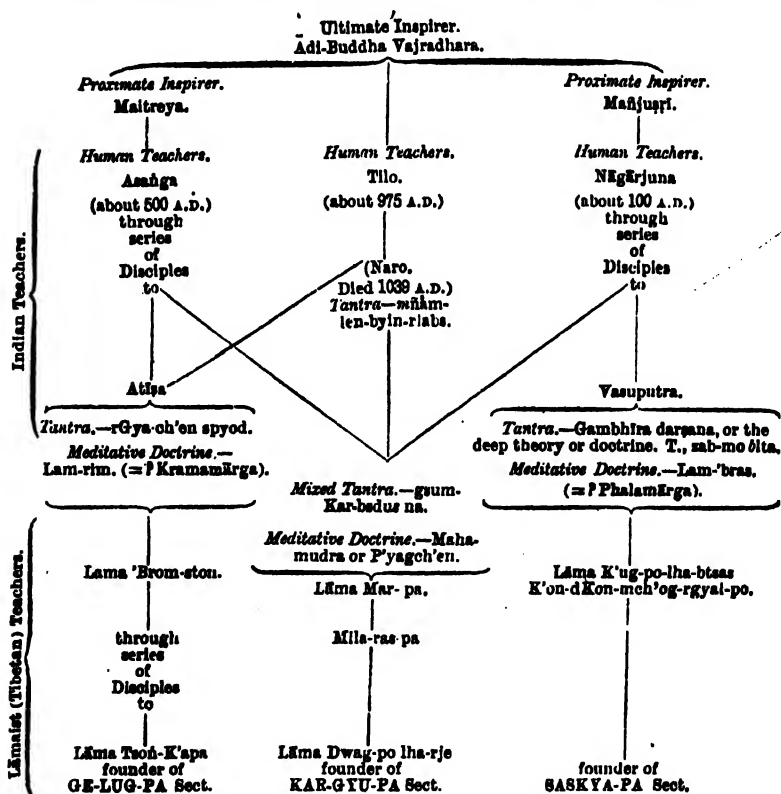 Ultimate Inspirer.
Adi-Buddha Vajradhara.
Proximate Inspirer.
Maitreya.
Proximate Inspirer.
Mañjuṣrī.
Indian Teachers.
Human Teachers.
Asaṅga
(about 500 A.D.)
through
series
of
Disciples
to
Human Teachers.
Tilo.
(about 975 A.D.)
(Naro.
Died 1039 A.D.)
Tantra—mñam-
len-byin-rlabs.
Human Teachers.
Nāgārjuna
(about 100 A.D.)
through
series
of
Disciples
to
Atīṣa
Tantra.—rGya-ch'en spyod.
Meditative Doctrine.—
Lam-rim. (=? Kramamārga).
Vasuputra.
Tantra.—Gambhīra darṣana, or the
deep theory or doctrine. T., zab-mo blta.
Meditative Doctrine.—Lam-'bras.
(=? Phalamārga).
Mixed Tantra.—gsum-
Kar-bsdus na.
Meditative Doctrine.—Maha-
mudra or P'yagch'en.
Lāmaist (Tibetan) Teachers.
Lama 'Brom-ston.
through
series
of
Disciples
to
Lāma Tsoṅ-K'apa
founder of
GE-LUG-PA Sect.
Lāma Mar-pa.
Mila-ras-pa
Lāma Dwag-po lha-rje
founder of
KAR-GYU-PA Sect.
Lāma K'ug-po-lha-btsas
K'on-dKon-mch'og-rgyal-po.
founder of
SASKYA-PA Sect.